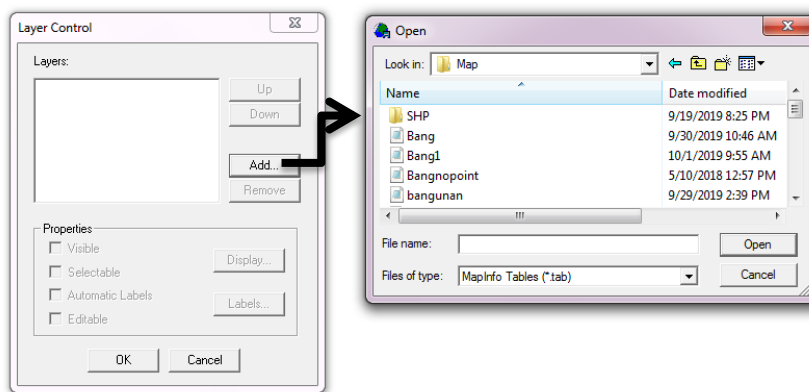 Layer Control
Layers:
Up
Down
Add...
Remove
Properties
Visible
Selectable
Automatic Labels
Editable
Display...
Labels...
OK Cancel
Open
Look in: Map
Name Date modified
SHP 9/19/2019 8:25 PM
Bang 9/30/2019 10:46 AM
Bang1 10/1/2019 9:55 AM
Bangnopoint 5/10/2018 12:57 PM
bangunan 9/29/2019 2:39 PM
File name: Open
Files of type: MapInfo Tables (*.tab) Cancel